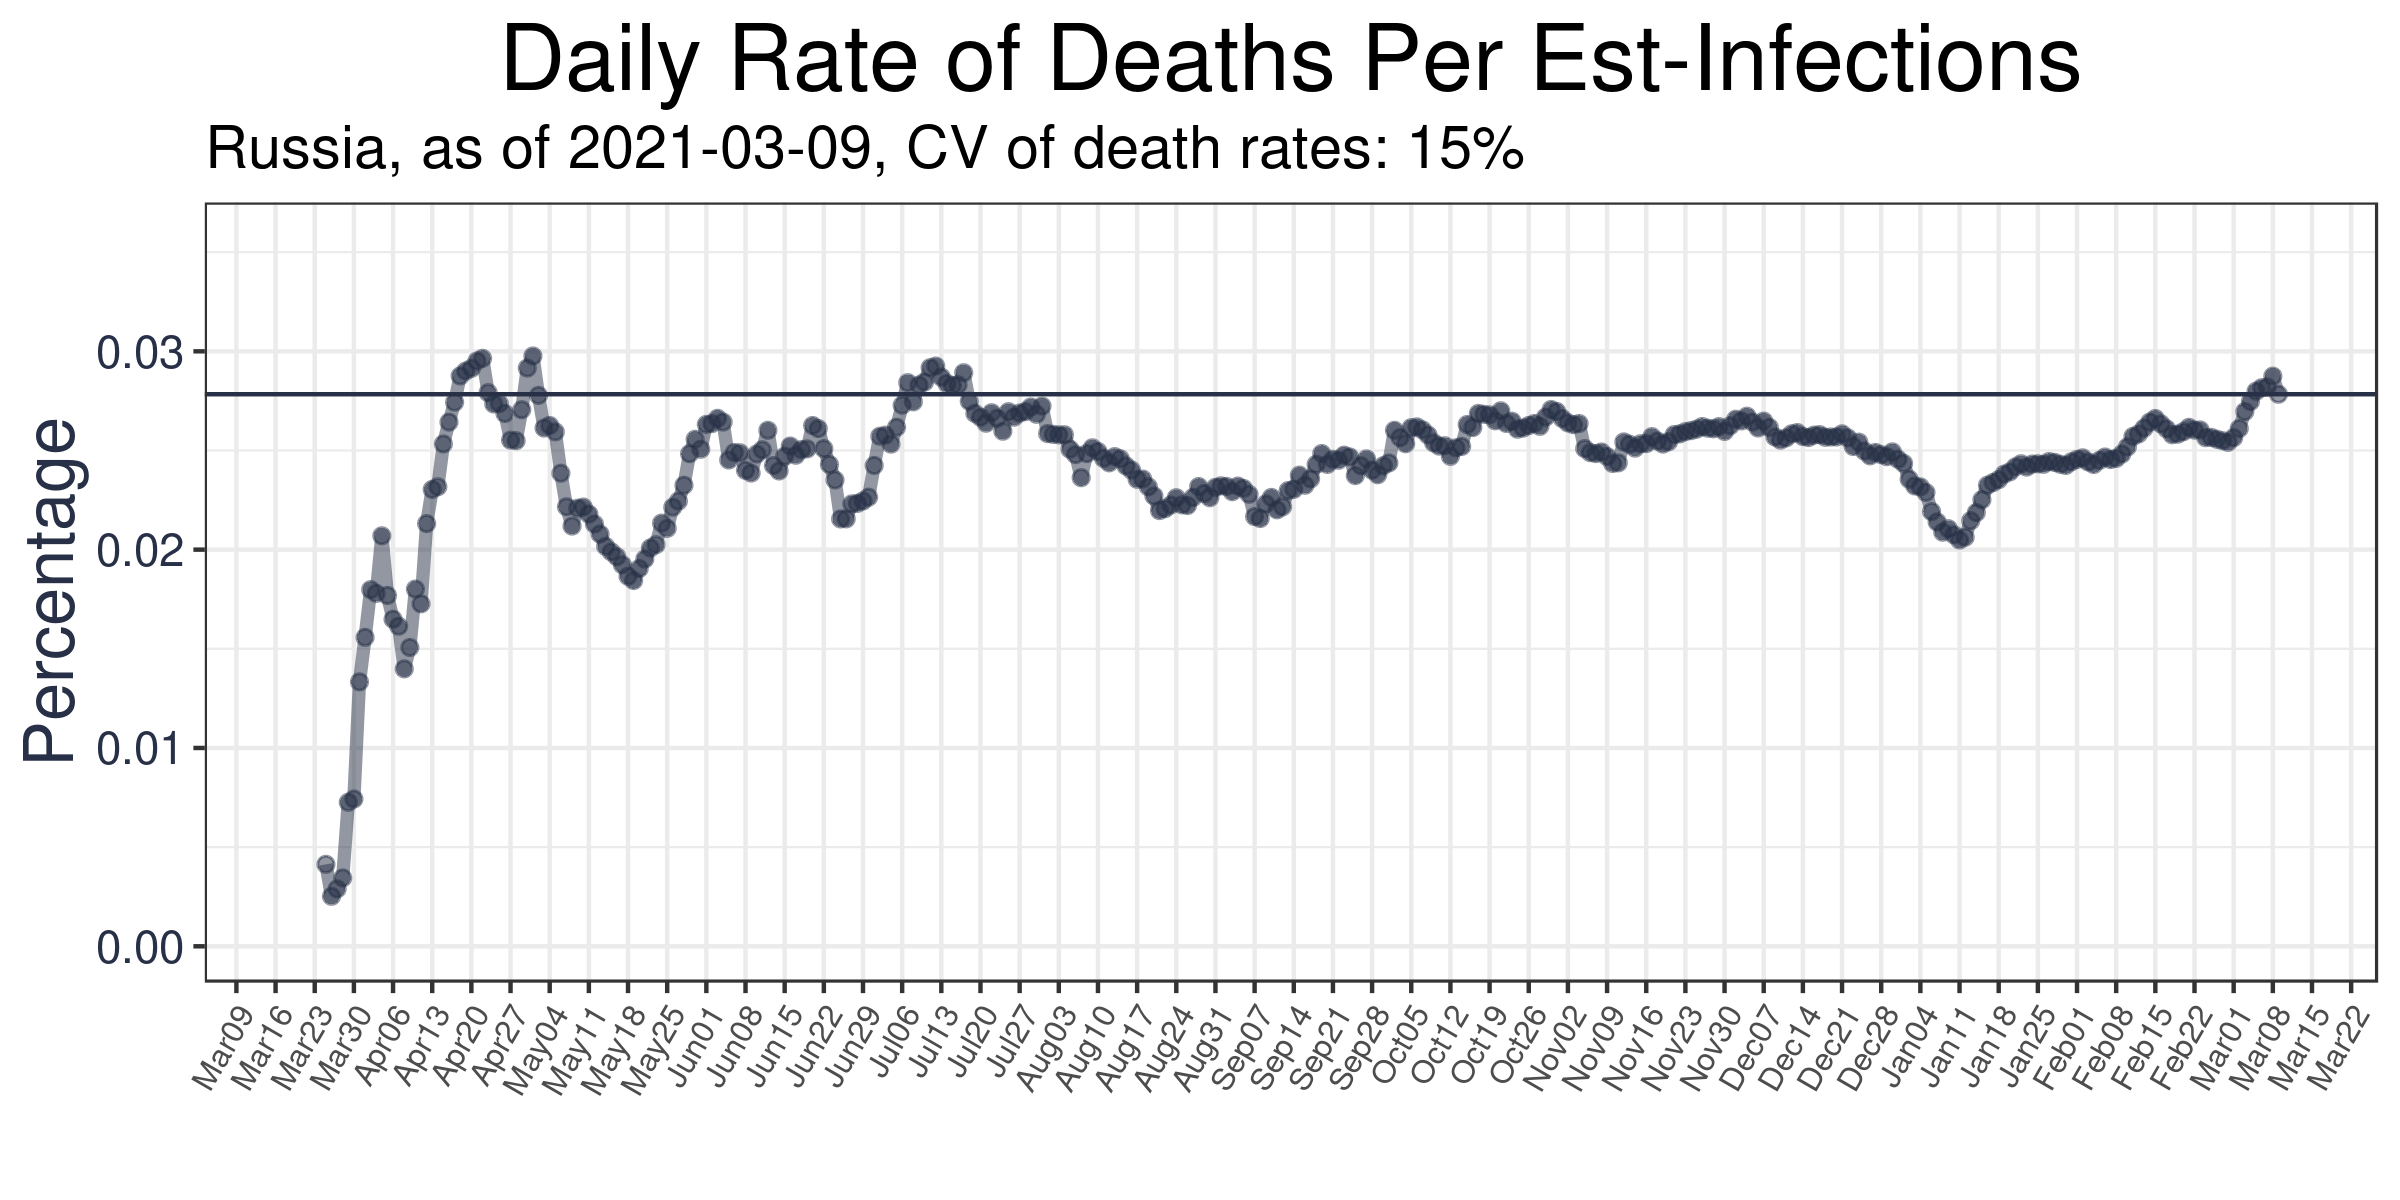 Daily Rate of Deaths Per Est-Infections
Russia, as of 2021-03-09, CV of death rates: 15%
Percentage
0.03
0.02
0.01
0.00
Mar09 Mar16 Mar23 Mar30 Apr06 Apr13 Apr20 Apr27 May04 May11 May18 May25 Jun01 Jun08 Jun15 Jun22 Jun29 Jul06 Jul13 Jul20 Jul27 Aug03 Aug10 Aug17 Aug24 Aug31 Sep07 Sep14 Sep21 Sep28 Oct05 Oct12 Oct19 Oct26 Nov02 Nov09 Nov16 Nov23 Nov30 Dec07 Dec14 Dec21 Dec28 Jan04 Jan11 Jan18 Jan25 Feb01 Feb08 Feb15 Feb22 Mar01 Mar08 Mar15 Mar22